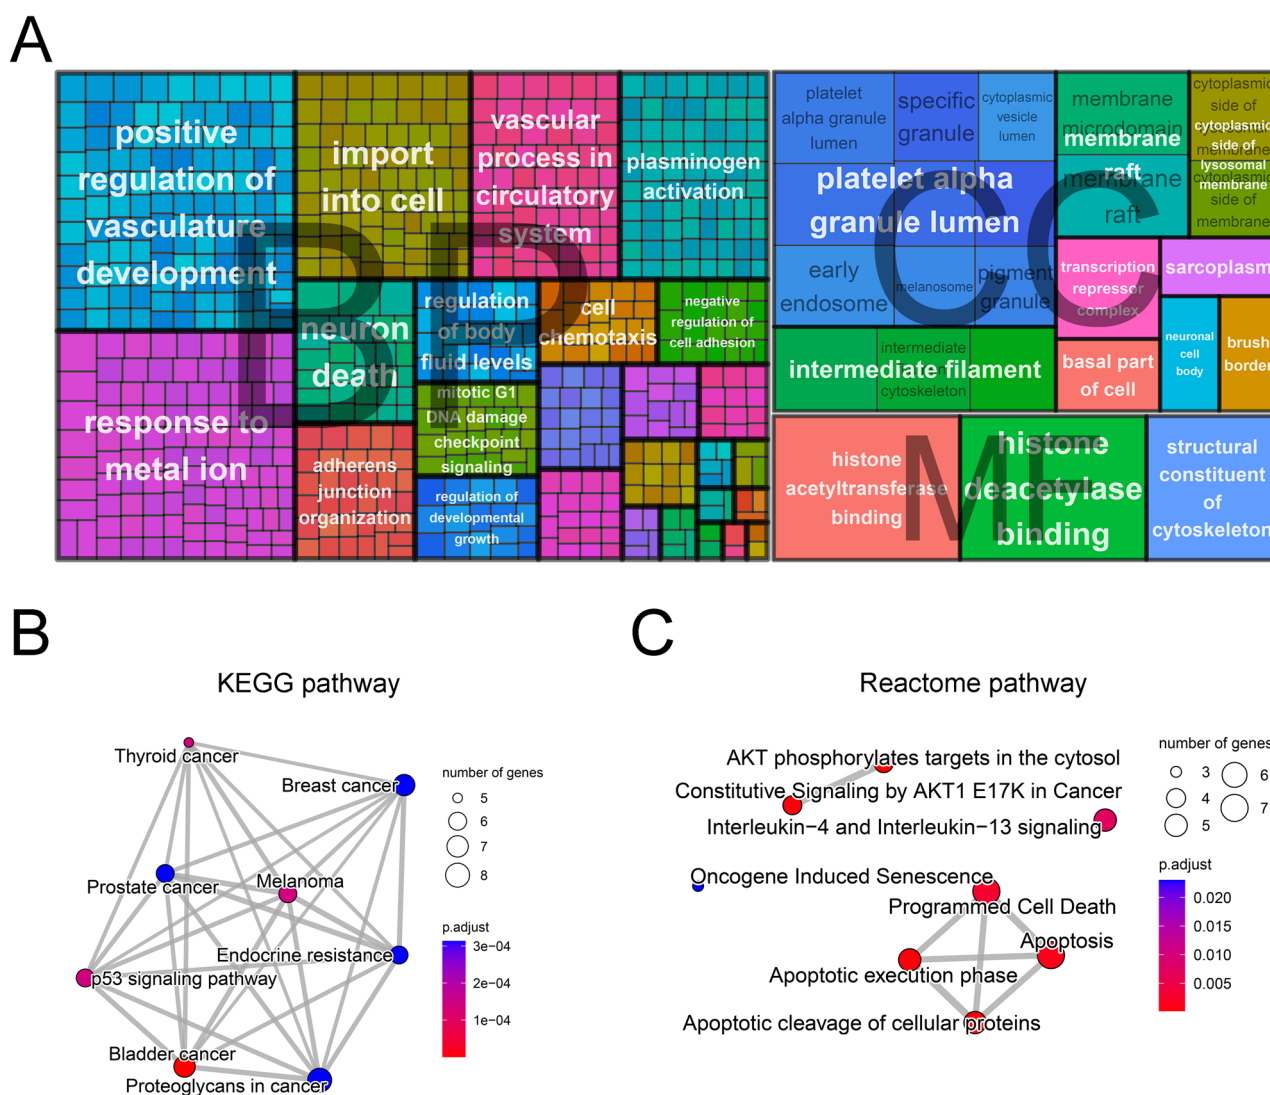 A
positive
regulation of
vasculature
development
import
into cell
vascular
process in
circulatory
system
plasminogen
activation
response to
metal ion
neuron
death
regulation
of body
fluid levels
cell
chemotaxis
negative
regulation of
cell adhesion
mitotic G1
DNA damage
checkpoint
signaling
adherens
junction
organization
regulation of
developmental
growth
BP
platelet
alpha granule
lumen
specific
granule
cytoplasmic
vesicle
lumen
platelet alpha
granule lumen
early
endosome
melanosome
pigment
granule
membrane
microdomain
membrane
raft
membrane
raft
cytoplasmic
side of
membrane
cytoplasmic
side of
lysosomal
membrane
cytoplasmic
side of
membrane
CC
transcription
repressor
complex
sarcoplasm
intermediate
cytoskeleton
intermediate filament
basal part
of cell
neuronal
cell
body
brush
border
histone
acetyltransferase
binding
histone
deacetylase
binding
structural
constituent
of
cytoskeleton
B
KEGG pathway
Thyroid cancer
Breast cancer
Prostate cancer
Melanoma
Endocrine resistance
p53 signaling pathway
Bladder cancer
Proteoglycans in cancer
number of genes
5
6
7
8
p.adjust
3e−04
2e−04
1e−04
C
Reactome pathway
AKT phosphorylates targets in the cytosol
Constitutive Signaling by AKT1 E17K in Cancer
Interleukin−4 and Interleukin−13 signaling
Oncogene Induced Senescence
Programmed Cell Death
Apoptosis
Apoptotic execution phase
Apoptotic cleavage of cellular proteins
number of genes
3 6
4 7
5
p.adjust
0.020
0.015
0.010
0.005